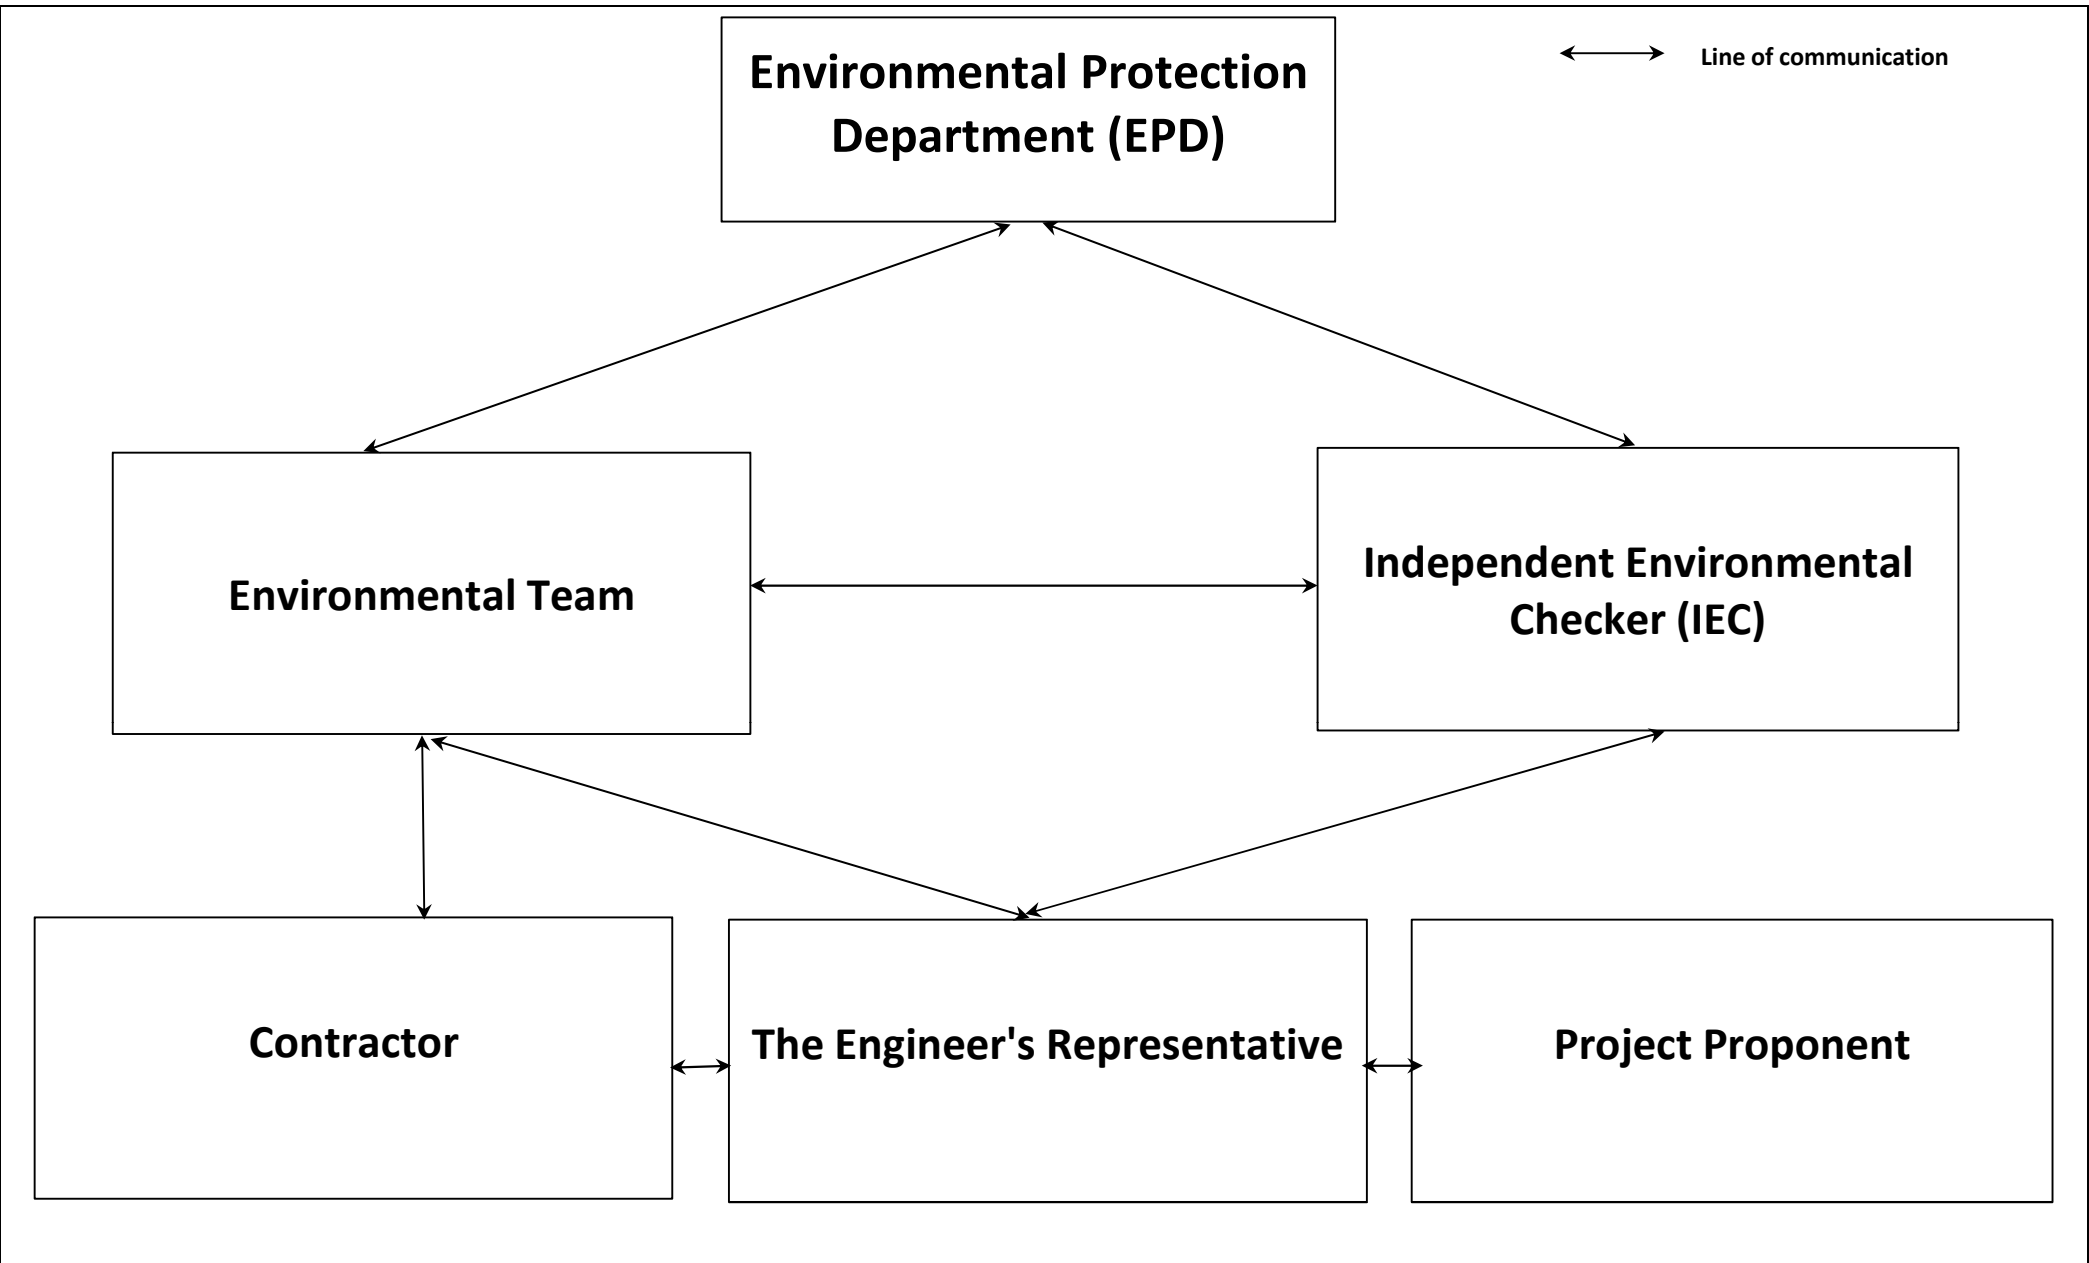 Environmental Protection
Department (EPD)
Line of communication
Environmental Team
Independent Environmental
Checker (IEC)
Contractor
The Engineer's Representative
Project Proponent